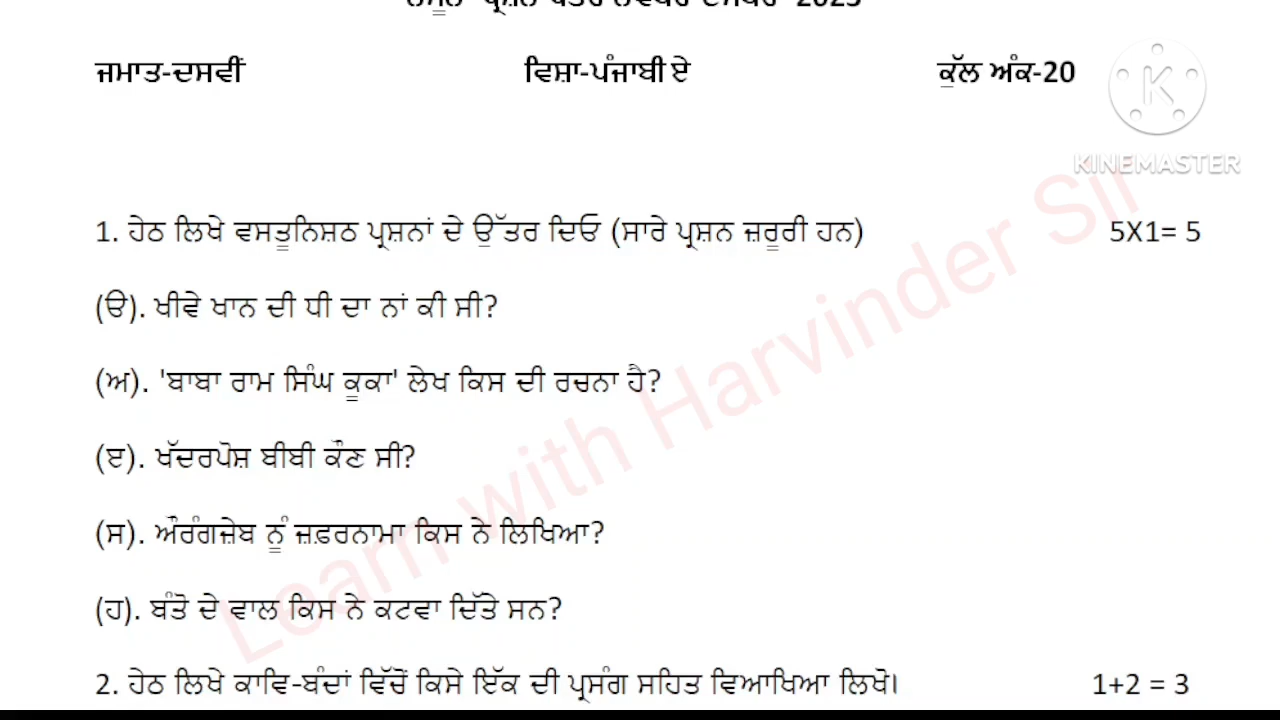 ਜਮਾਤ-ਦਸਵੀਂ ਵਿਸ਼ਾ-ਪੰਜਾਬੀ ਏ ਕੁੱਲ ਅੰਕ-20
KINEMASTER
1. ਹੇਠ ਲਿਖੇ ਵਸਤੂਨਿਸ਼ਠ ਪ੍ਰਸ਼ਨਾਂ ਦੇ ਉੱਤਰ ਦਿਓ (ਸਾਰੇ ਪ੍ਰਸ਼ਨ ਜ਼ਰੂਰੀ ਹਨ) 5X1= 5
(ੳ). ਖੀਵੇ ਖਾਨ ਦੀ ਧੀ ਦਾ ਨਾਂ ਕੀ ਸੀ?
(ਅ). 'ਬਾਬਾ ਰਾਮ ਸਿੰਘ ਕੂਕਾ' ਲੇਖ ਕਿਸ ਦੀ ਰਚਨਾ ਹੈ?
(ੲ). ਖੱਦਰਪੋਸ਼ ਬੀਬੀ ਕੌਣ ਸੀ?
(ਸ). ਔਰੰਗਜ਼ੇਬ ਨੂੰ ਜ਼ਫ਼ਰਨਾਮਾ ਕਿਸ ਨੇ ਲਿਖਿਆ?
(ਹ). ਬੰਤੋ ਦੇ ਵਾਲ ਕਿਸ ਨੇ ਕਟਵਾ ਦਿੱਤੇ ਸਨ?
2. ਹੇਠ ਲਿਖੇ ਕਾਵਿ-ਬੰਦਾਂ ਵਿੱਚੋਂ ਕਿਸੇ ਇੱਕ ਦੀ ਪ੍ਰਸੰਗ ਸਹਿਤ ਵਿਆਖਿਆ ਲਿਖੋ। 1+2 = 3
Learn with Harvinder Sir